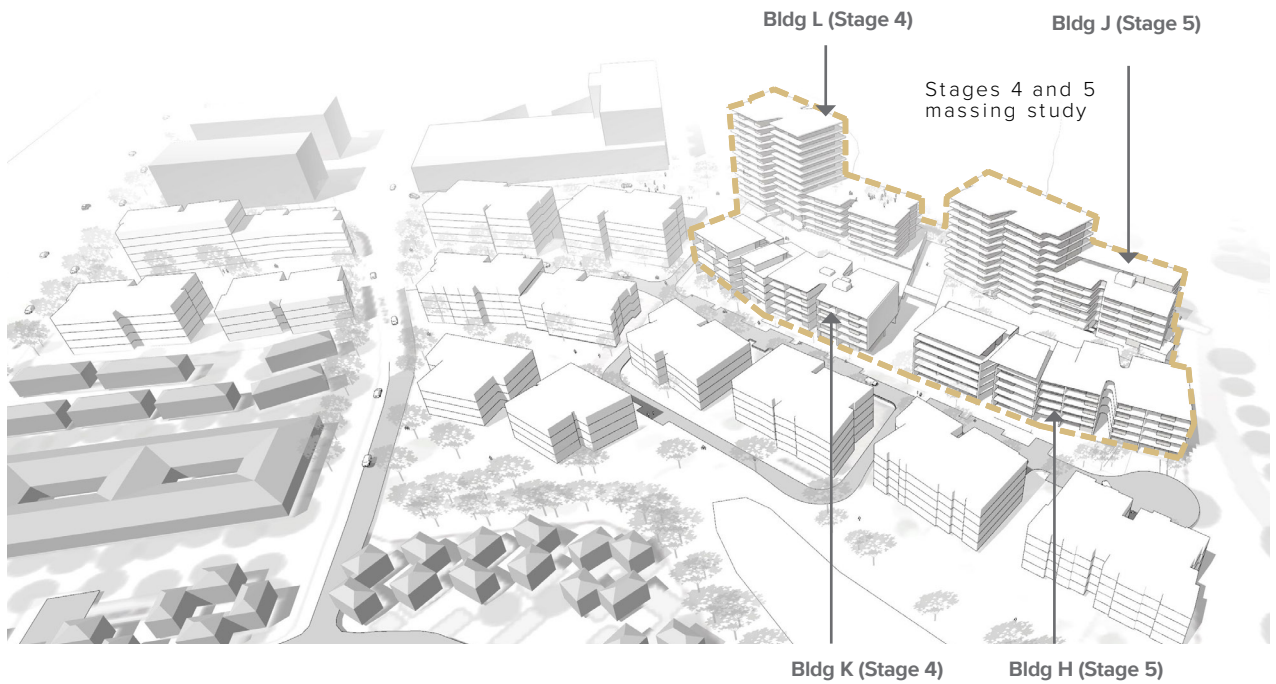 Bldg L (Stage 4)
Bldg J (Stage 5)
Stages 4 and 5
massing study
Bldg K (Stage 4)
Bldg H (Stage 5)